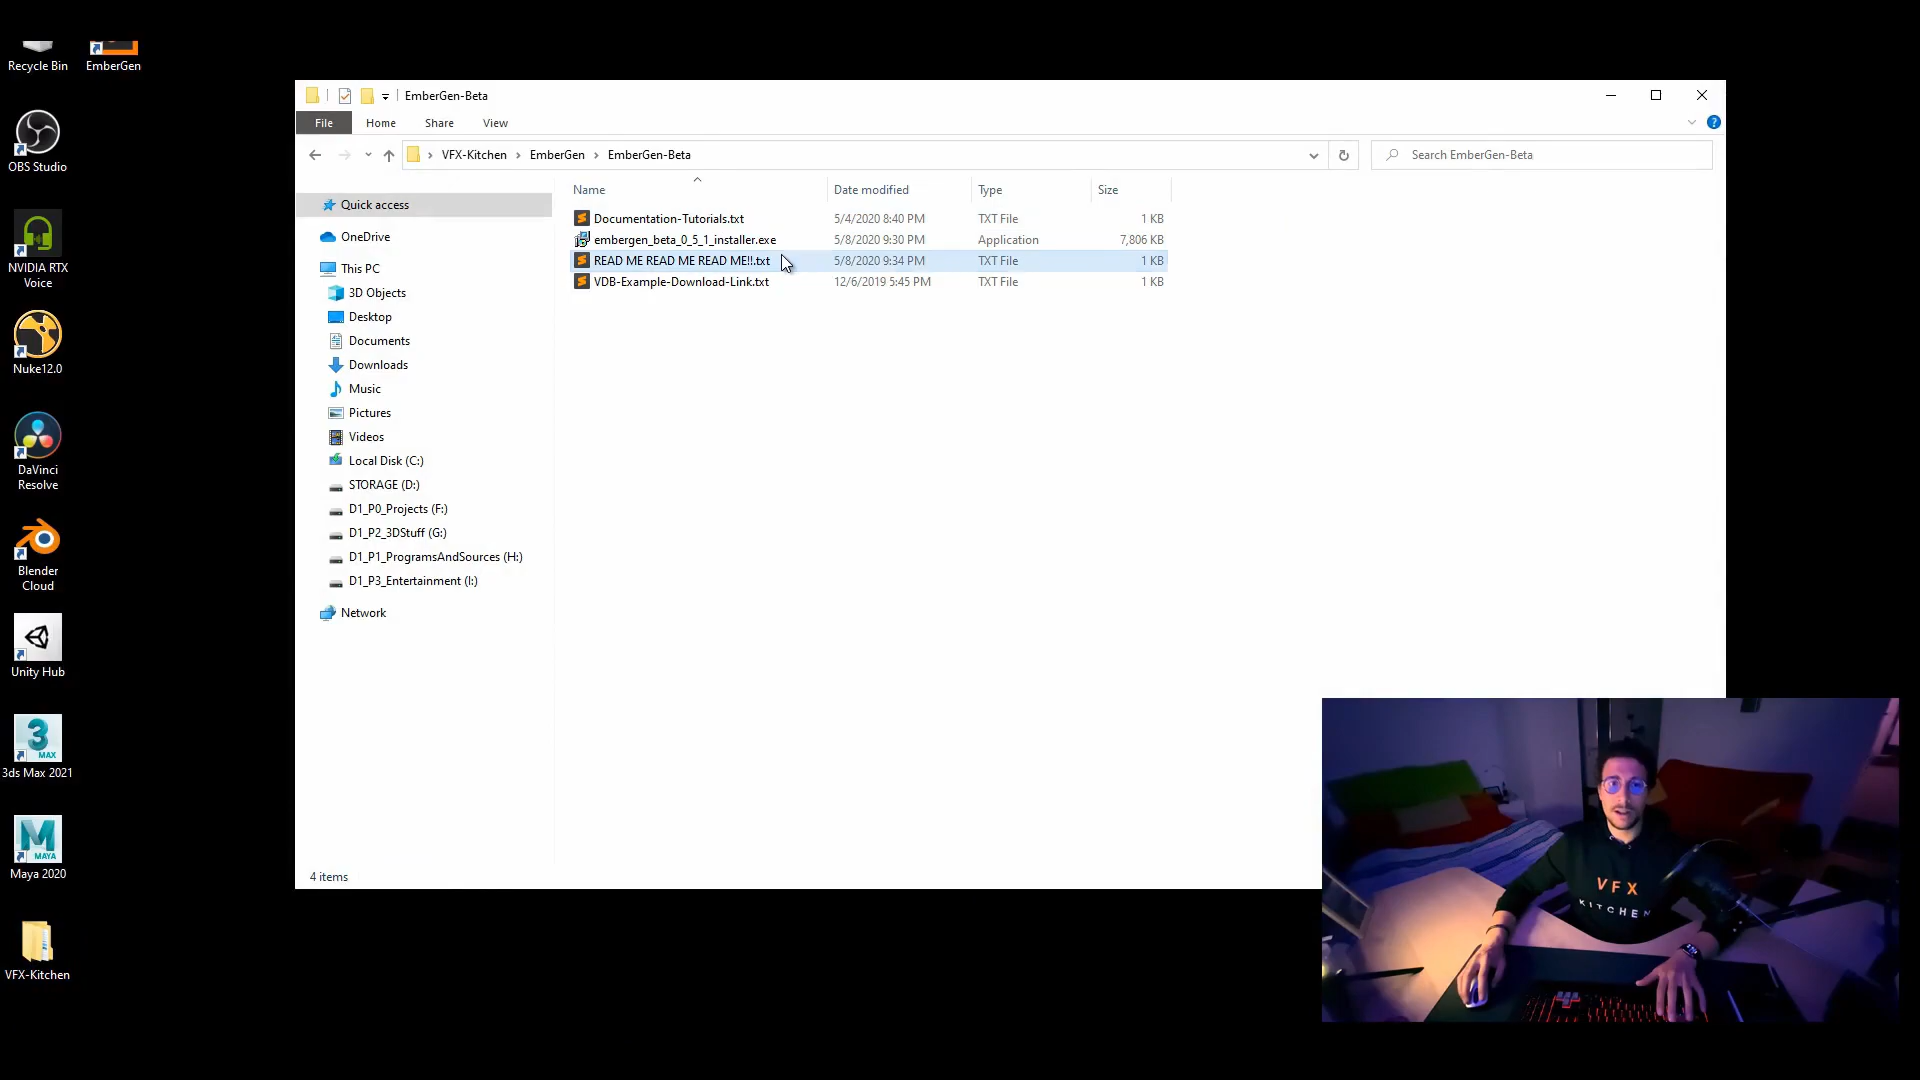 Recycle Bin
EmberGen
OBS Studio
NVIDIA RTX
Voice
Nuke12.0
DaVinci
Resolve
Blender
Cloud
Unity Hub
3
MAX
3ds Max 2021
MAYA
Maya 2020
VFX-Kitchen
EmberGen-Beta
File
Home
Share
View
VFX-Kitchen
EmberGen
EmberGen-Beta
Search EmberGen-Beta
Quick access
OneDrive
This PC
3D Objects
Desktop
Documents
Downloads
Music
Pictures
Videos
Local Disk (C:)
STORAGE (D:)
D1_P0_Projects (F:)
D1_P2_3DStuff (G:)
D1_P1_ProgramsAndSources (H:)
D1_P3_Entertainment (I:)
Network
Name Date modified Type Size
Documentation-Tutorials.txt 5/4/2020 8:40 PM TXT File 1 KB
embergen_beta_0_5_1_installer.exe 5/8/2020 9:30 PM Application 7,806 KB
READ ME READ ME READ ME!!.txt 5/8/2020 9:34 PM TXT File 1 KB
VDB-Example-Download-Link.txt 12/6/2019 5:45 PM TXT File 1 KB
4 items
VFX
KITCHEN